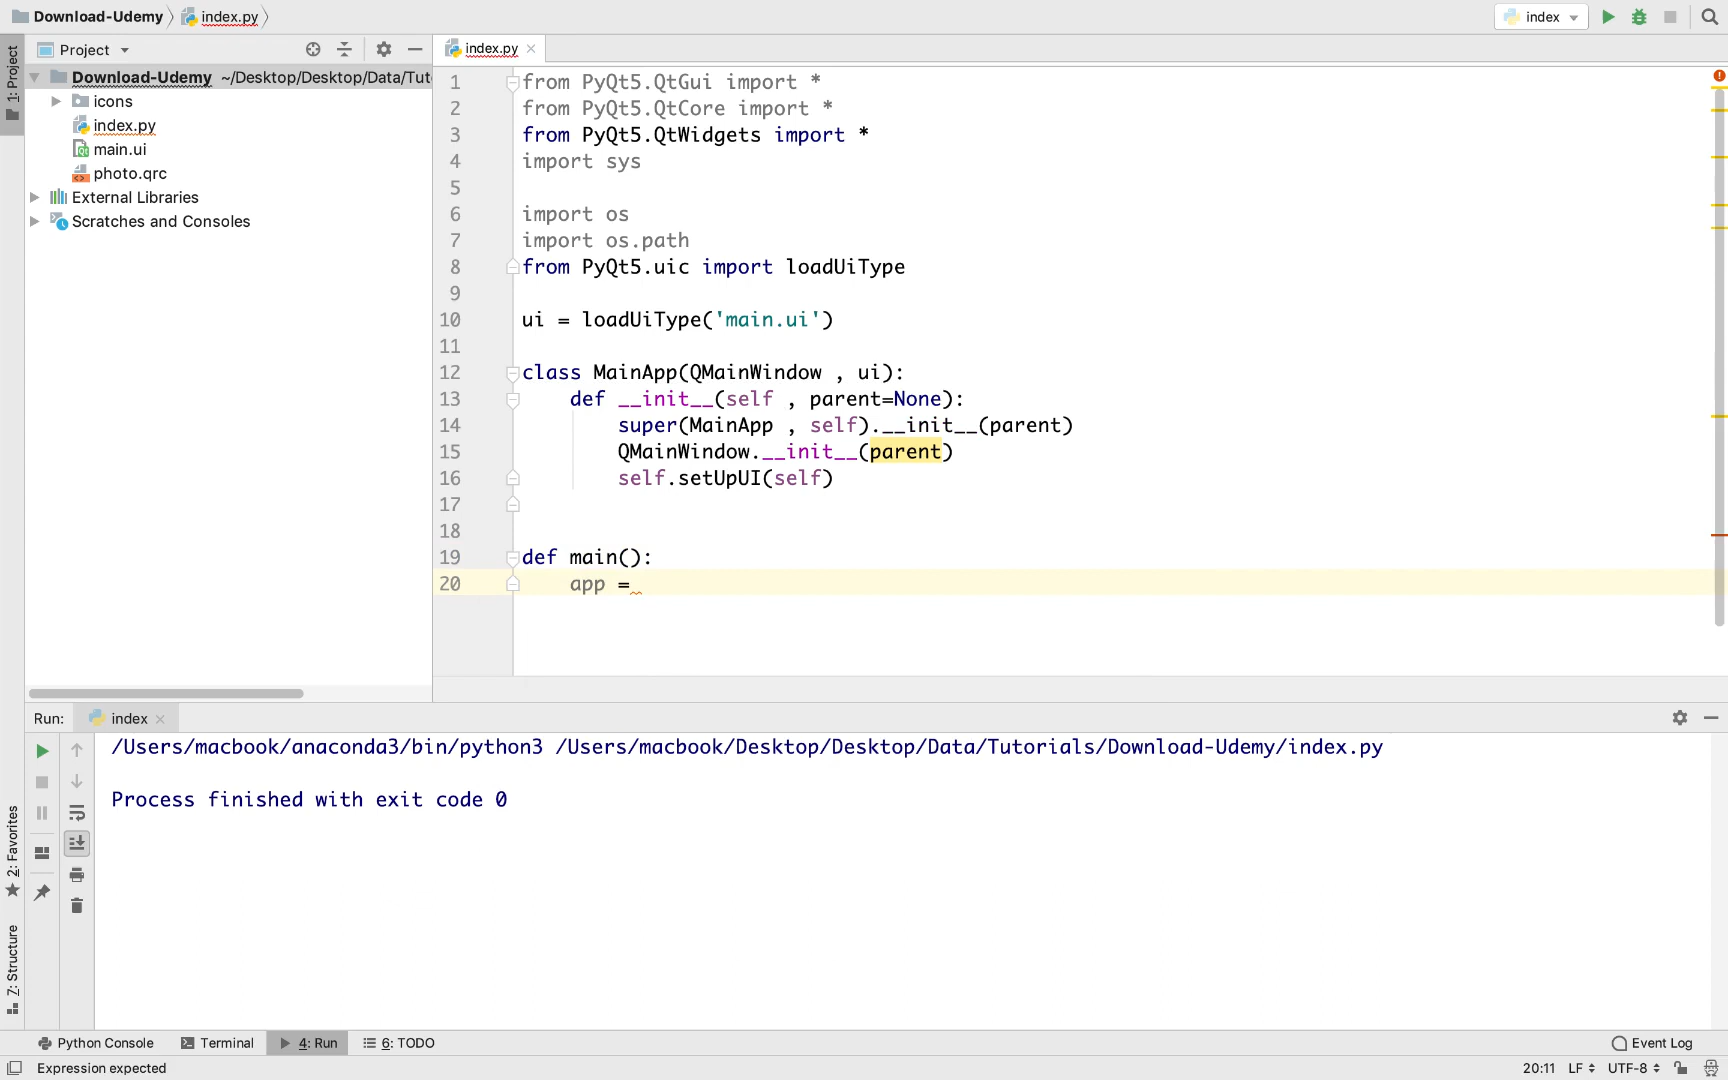 Download-Udemy index.py index
1: Project
Project
index.py
Download-Udemy ~/Desktop/Desktop/Data/Tut
icons
index.py
main.ui
photo.qrc
External Libraries
Scratches and Consoles
1 from PyQt5.QtGui import *
2 from PyQt5.QtCore import *
3 from PyQt5.QtWidgets import *
4 import sys
5
6 import os
7 import os.path
8 from PyQt5.uic import loadUiType
9
10 ui = loadUiType('main.ui')
11
12 class MainApp(QMainWindow , ui):
13 def __init__(self , parent=None):
14 super(MainApp , self).__init__(parent)
15 QMainWindow.__init__(parent)
16 self.setUpUI(self)
17
18
19 def main():
20 app =
Run: index
/Users/macbook/anaconda3/bin/python3 /Users/macbook/Desktop/Desktop/Data/Tutorials/Download-Udemy/index.py
Process finished with exit code 0
2: Favorites
Z: Structure
Python Console Terminal 4: Run 6: TODO Event Log
Expression expected 20:11 LF UTF-8